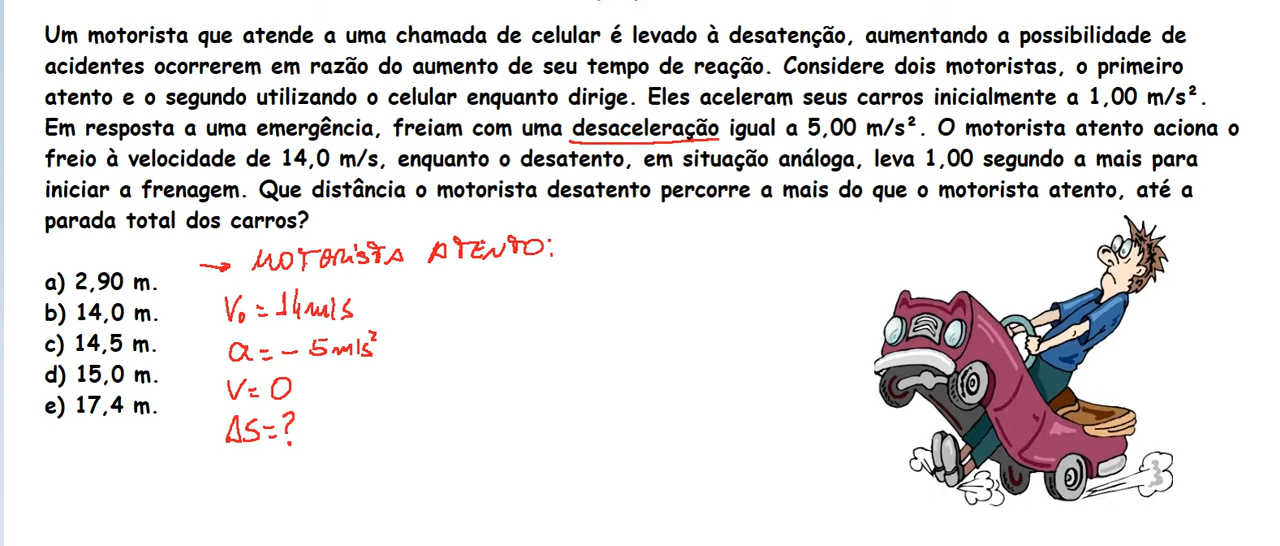 Um motorista que atende a uma chamada de celular é levado à desatenção, aumentando a possibilidade de
acidentes ocorrerem em razão do aumento de seu tempo de reação. Considere dois motoristas, o primeiro
atento e o segundo utilizando o celular enquanto dirige. Eles aceleram seus carros inicialmente a 1,00 m/s².
Em resposta a uma emergência, freiam com uma desaceleração igual a 5,00 m/s². O motorista atento aciona o
freio à velocidade de 14,0 m/s, enquanto o desatento, em situação análoga, leva 1,00 segundo a mais para
iniciar a frenagem. Que distância o motorista desatento percorre a mais do que o motorista atento, até a
parada total dos carros?
→ MOTORISTA ATENTO:
a) 2,90 m.
b) 14,0 m.
c) 14,5 m.
d) 15,0 m.
e) 17,4 m.
V₀ = 14 m/s
a = - 5 m/s²
V = 0
ΔS = ?